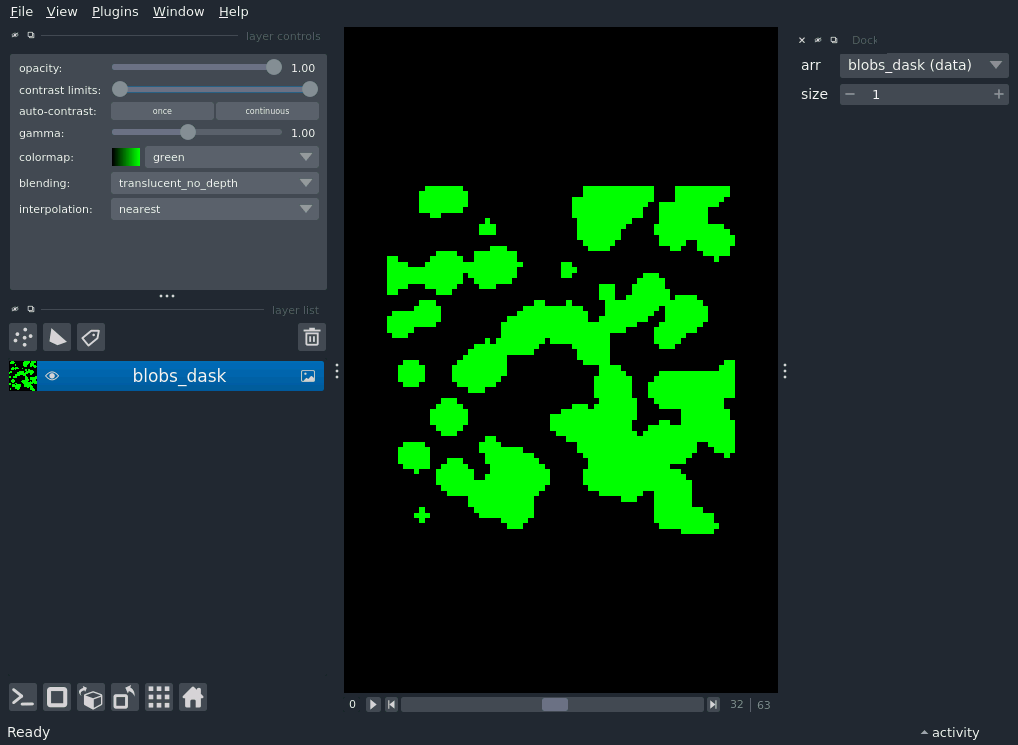 File View Plugins Window Help
layer controls
opacity: 1.00
contrast limits:
auto-contrast: once continuous
gamma: 1.00
colormap: green
blending: translucent_no_depth
interpolation: nearest
layer list
blobs_dask
Dock
arr blobs_dask (data)
size 1
0 32 63
Ready
activity